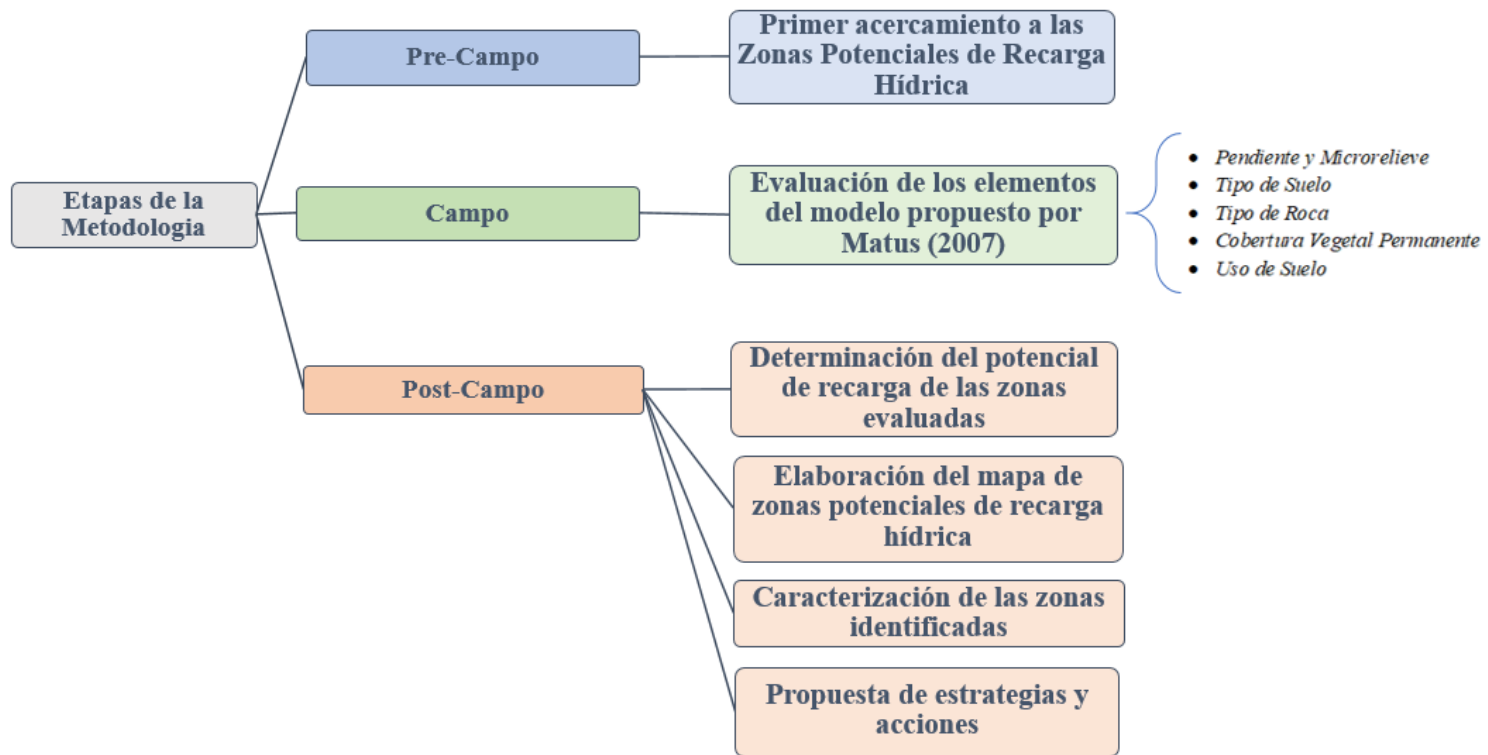 Etapas de la
Metodologia
Pre-Campo
Primer acercamiento a las
Zonas Potenciales de Recarga
Hídrica
Campo
Evaluación de los elementos
del modelo propuesto por
Matus (2007)
• Pendiente y Microrelieve
• Tipo de Suelo
• Tipo de Roca
• Cobertura Vegetal Permanente
• Uso de Suelo
Post-Campo
Determinación del potencial
de recarga de las zonas
evaluadas
Elaboración del mapa de
zonas potenciales de recarga
hídrica
Caracterización de las zonas
identificadas
Propuesta de estrategias y
acciones